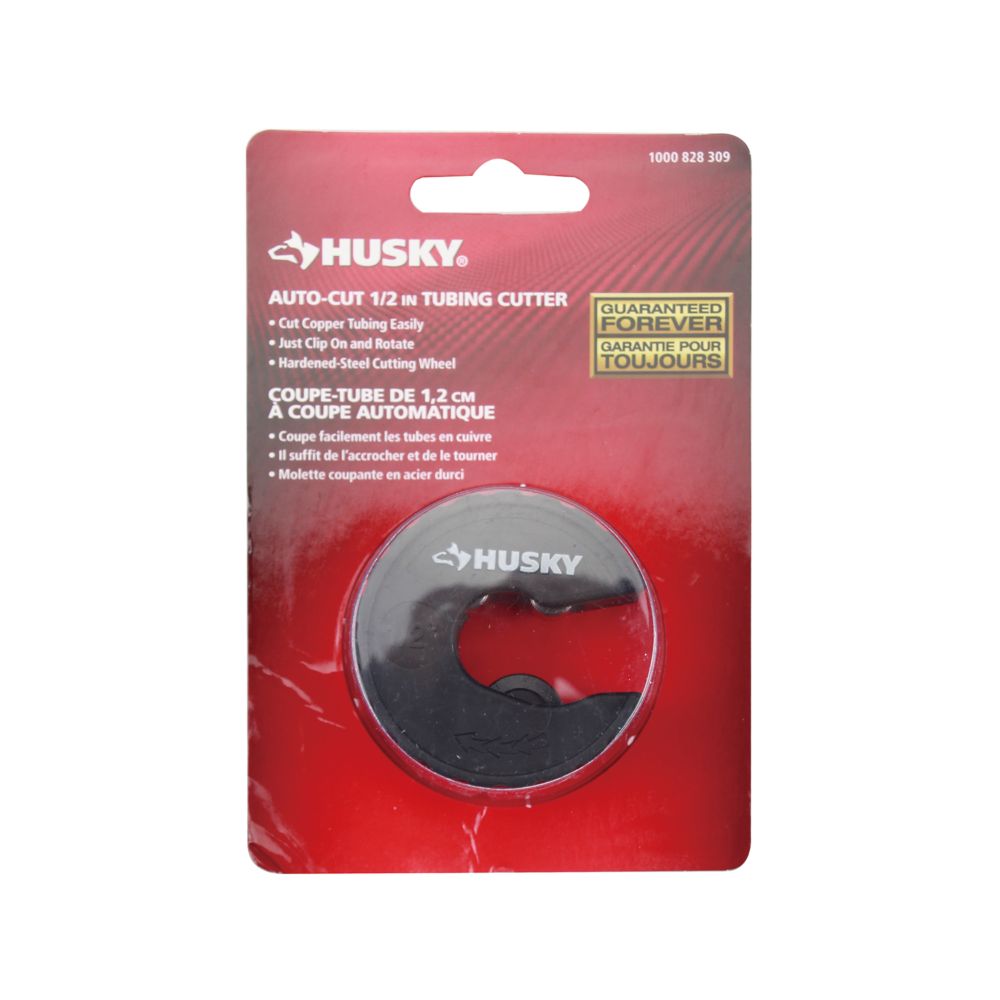 1000 828 309
HUSKY®
AUTO-CUT 1/2 IN TUBING CUTTER
• Cut Copper Tubing Easily
• Just Clip On and Rotate
• Hardened-Steel Cutting Wheel
GUARANTEED
FOREVER
GARANTIE POUR
TOUJOURS
COUPE-TUBE DE 1,2 CM
À COUPE AUTOMATIQUE
• Coupe facilement les tubes en cuivre
• Il suffit de l'accrocher et de le tourner
• Molette coupante en acier durci
HUSKY